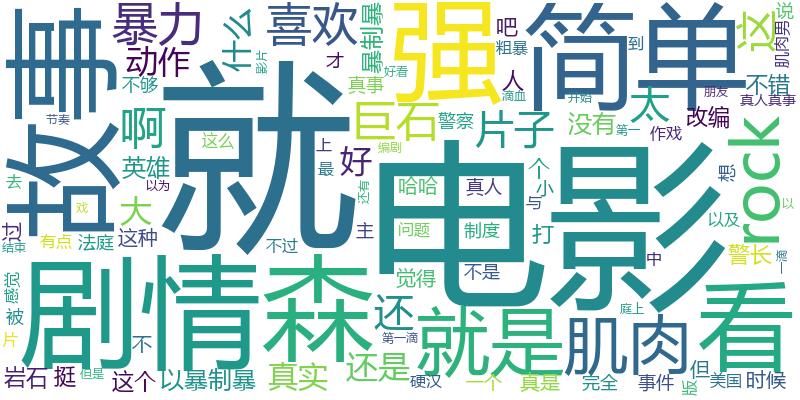 故事
暴力
动作
什么
喜欢
暴制暴
影片
粗暴
吧
强
简单
到
这
说
肌肉男
不够
节奏
才
真事
好看
人
滴血
开始
太
不错
朋友
真人真事
就
啊
英雄
这么
巨石
警察
片子
没有
改编
作戏
第一
rock
去
以为
上
最
好
编剧
个
小
想
戏
大
还有
哈哈
真人
与
电影
以及
以
过
有点
法庭
这种
不过
主
问题
制度
打
结束
感觉
被
剧情
森
觉得
不是
中
警长
一滴
片
不
还
就是
庭上
肌肉
看
第一滴
岩石
挺
但是
这个
以暴制暴
真实
还是
硬汉
一个
真是
完全
事件
版
但
美国
时候